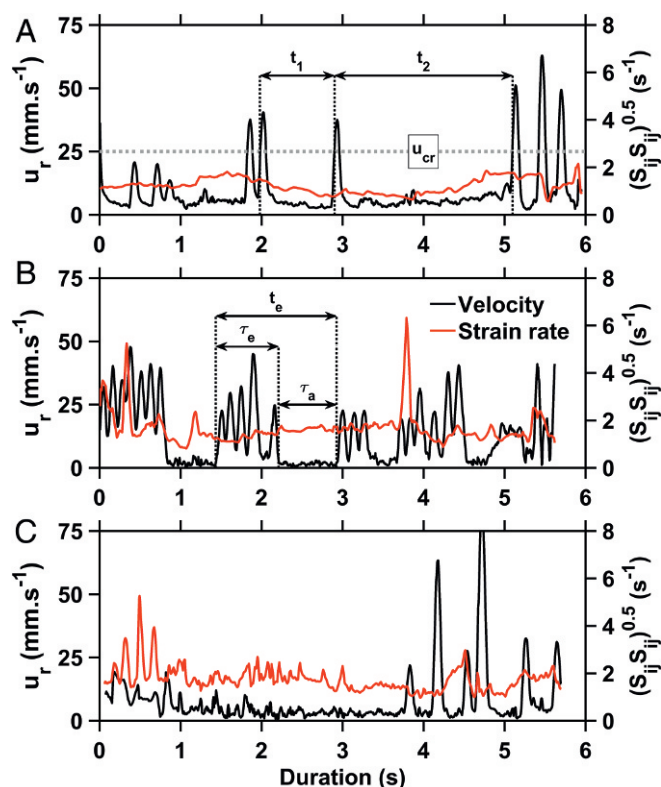 A
75
50
25
0
u_r (mm.s⁻¹)
t₁
t₂
u_cr
8
6
4
2
0
(S_ij S_ij)^0.5 (s⁻¹)
0 1 2 3 4 5 6
B
75
50
25
0
u_r (mm.s⁻¹)
t_e
τ_e
τ_a
Velocity
Strain rate
8
6
4
2
0
(S_ij S_ij)^0.5 (s⁻¹)
0 1 2 3 4 5 6
C
75
50
25
0
u_r (mm.s⁻¹)
8
6
4
2
0
(S_ij S_ij)^0.5 (s⁻¹)
0 1 2 3 4 5 6
Duration (s)